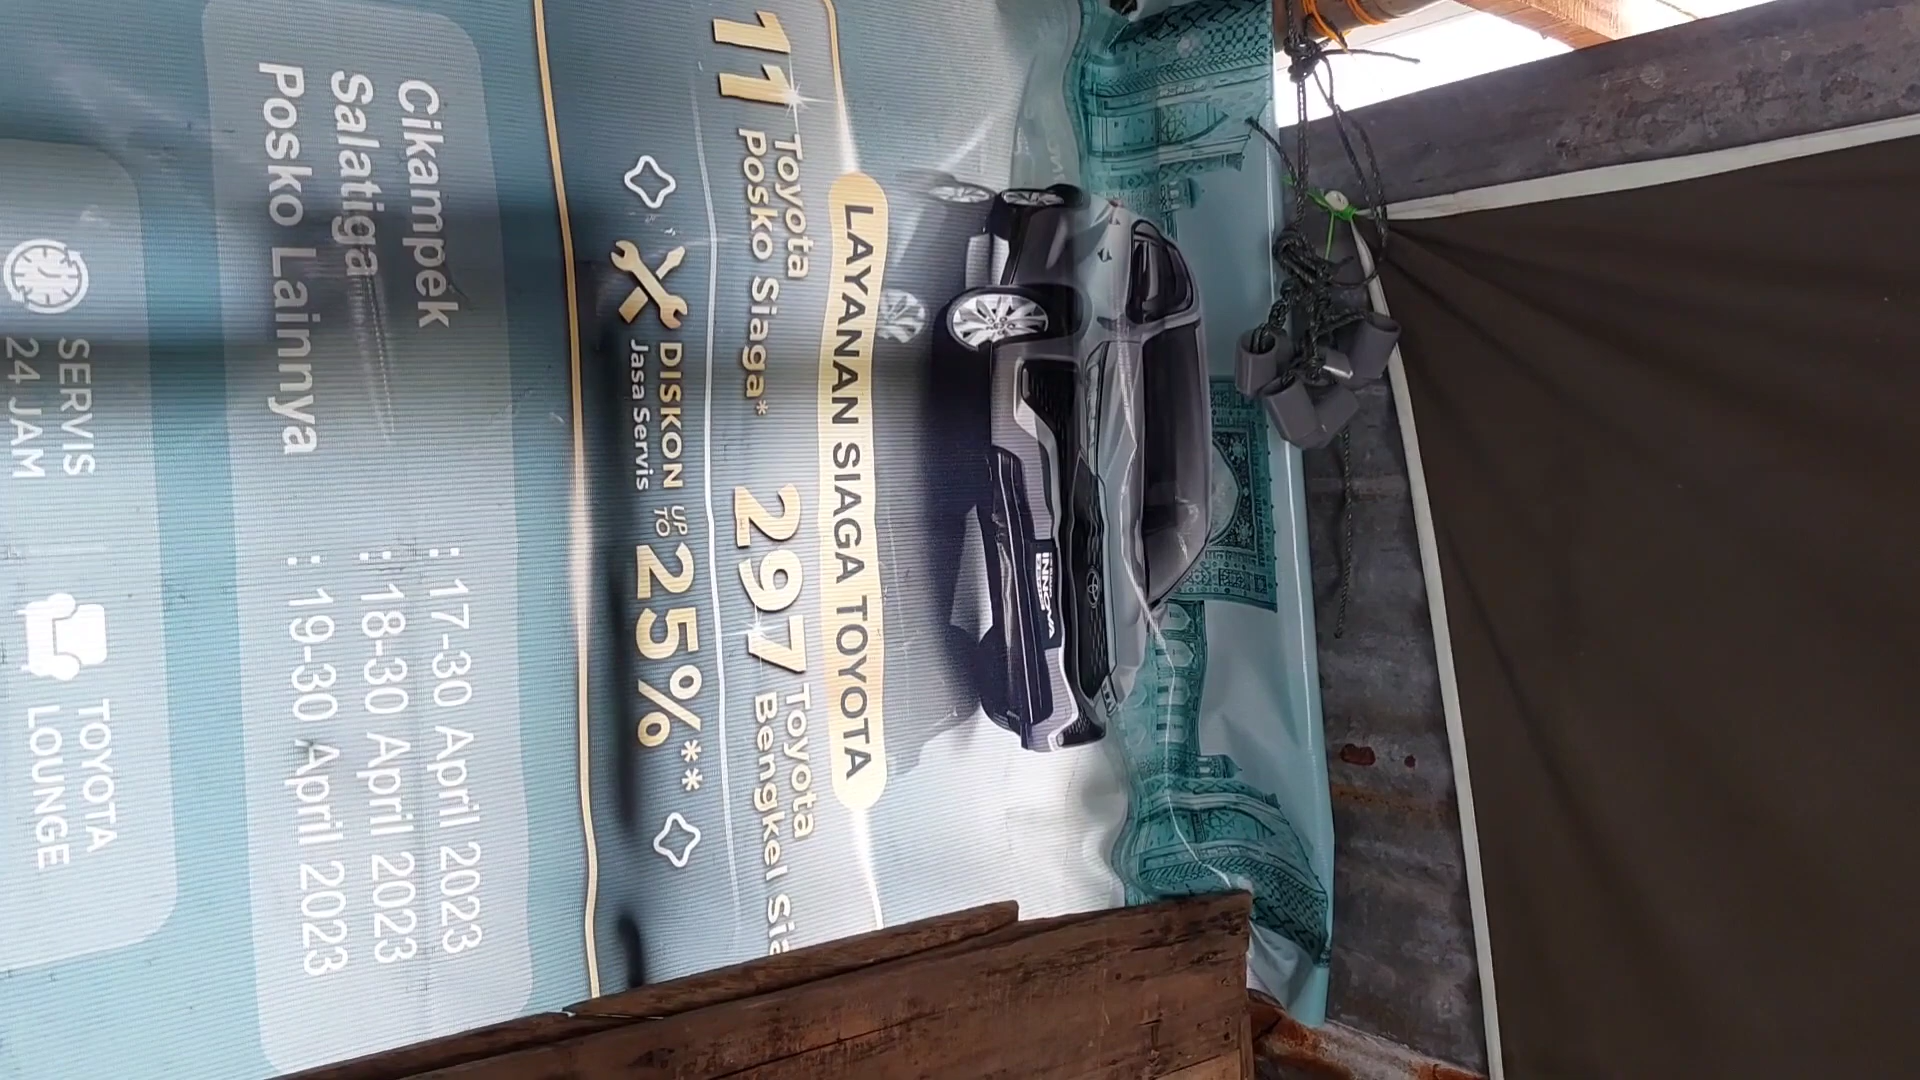 INNOVA
LAYANAN SIAGA TOYOTA
11 Toyota Posko Siaga*
297 Toyota Bengkel
DISKON UP TO 25%**
Jasa Servis
Cikampek : 17-30 April 2023
Salatiga : 18-30 April 2023
Posko Lainnya : 19-30 April 2023
SERVIS 24 JAM
TOYOTA LOUNGE